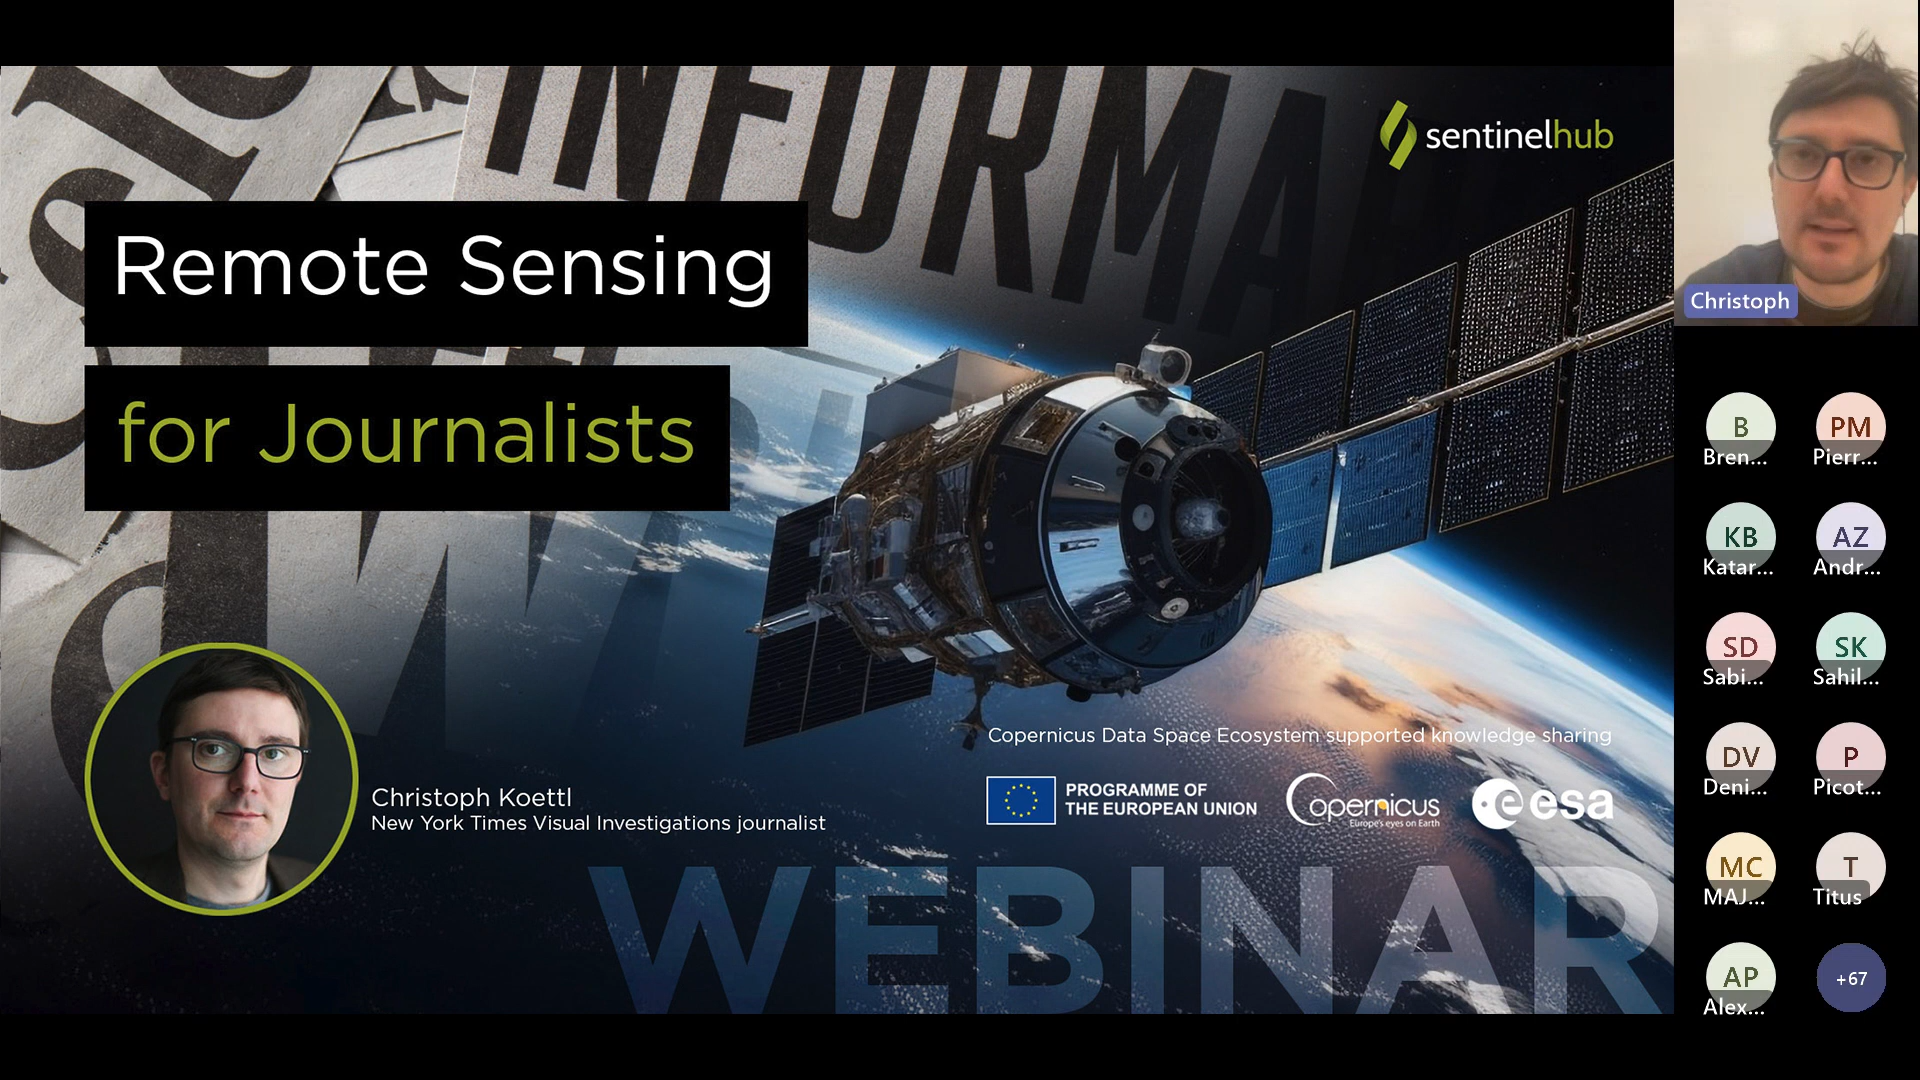 INFORMA
sentinelhub
Remote Sensing
for Journalists
Christoph Koettl
New York Times Visual Investigations journalist
Copernicus Data Space Ecosystem supported knowledge sharing
PROGRAMME OF
THE EUROPEAN UNION
opernicus
Europe's eyes on Earth
esa
WEBINAR
Christoph
B
Bren...
PM
Pierr...
KB
Katar...
AZ
Andr...
SD
Sabi...
SK
Sahil...
DV
Deni...
P
Picot...
MC
MAJ...
T
Titus
AP
Alex...
+67